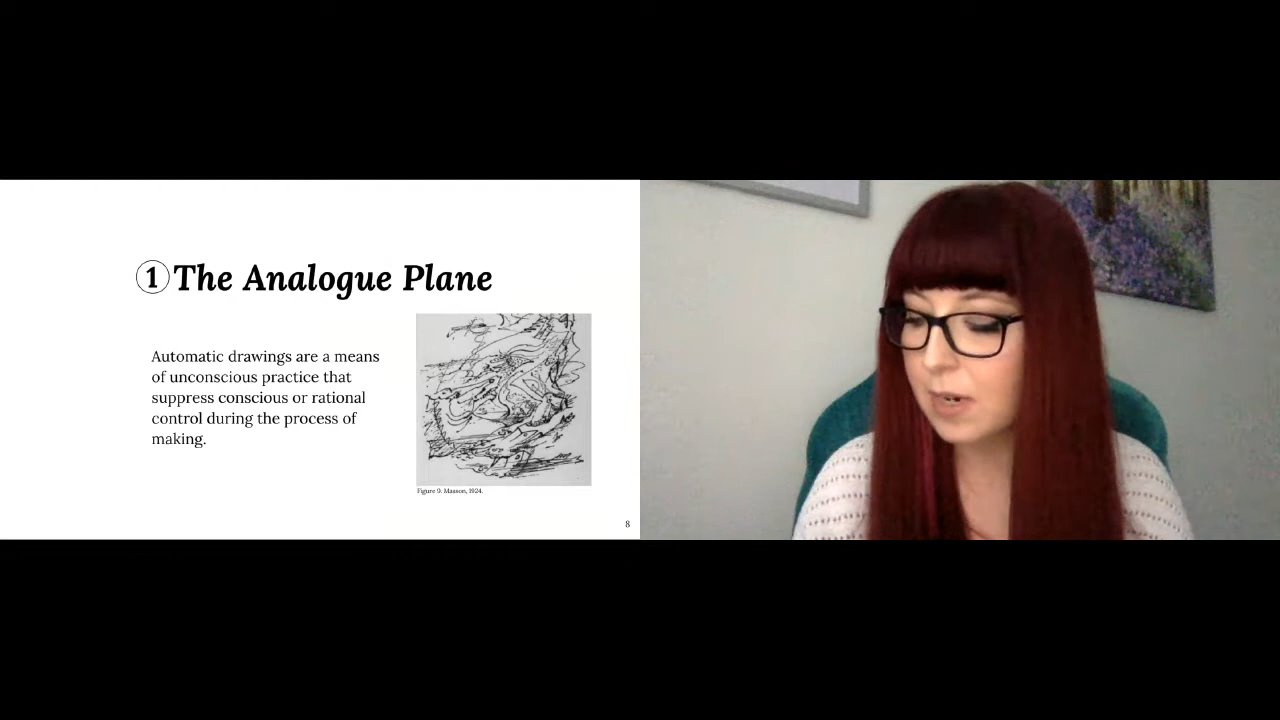 1 The Analogue Plane
Automatic drawings are a means
of unconscious practice that
suppress conscious or rational
control during the process of
making.
Figure 9. Masson, 1924.
8